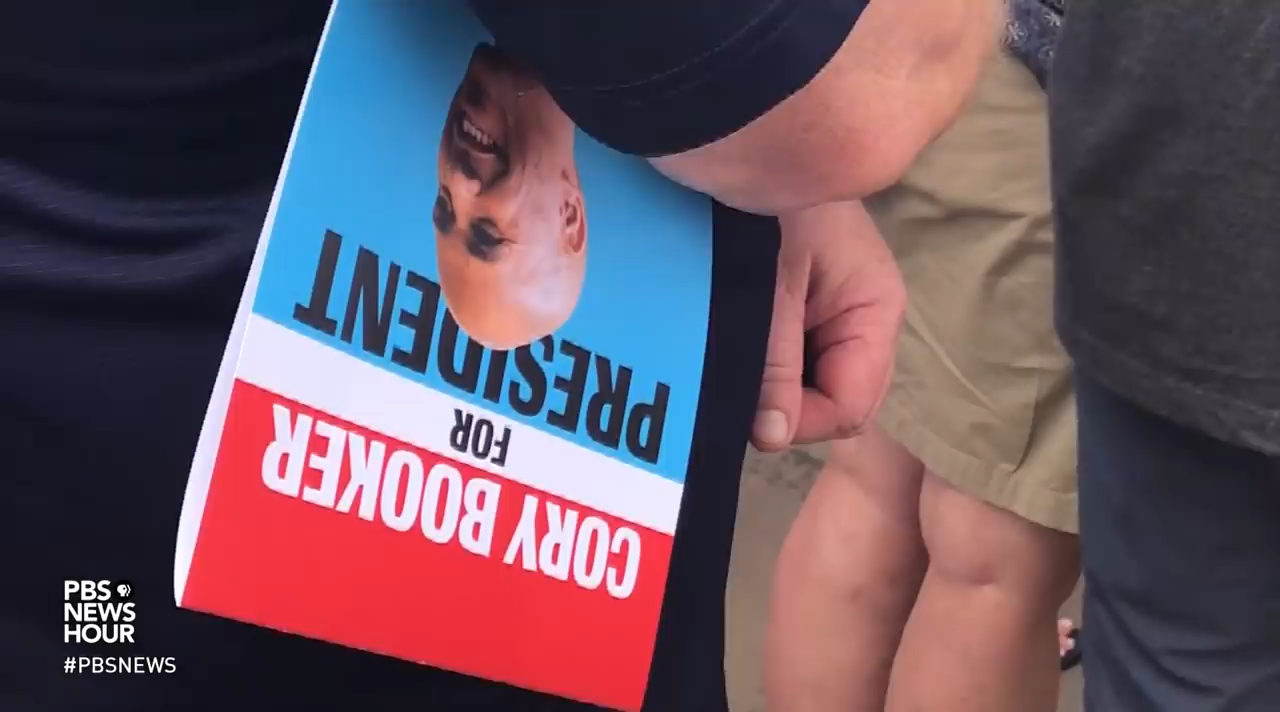 CORY BOOKER
FOR
PRESIDENT
PBS
NEWS
HOUR
#PBSNEWS